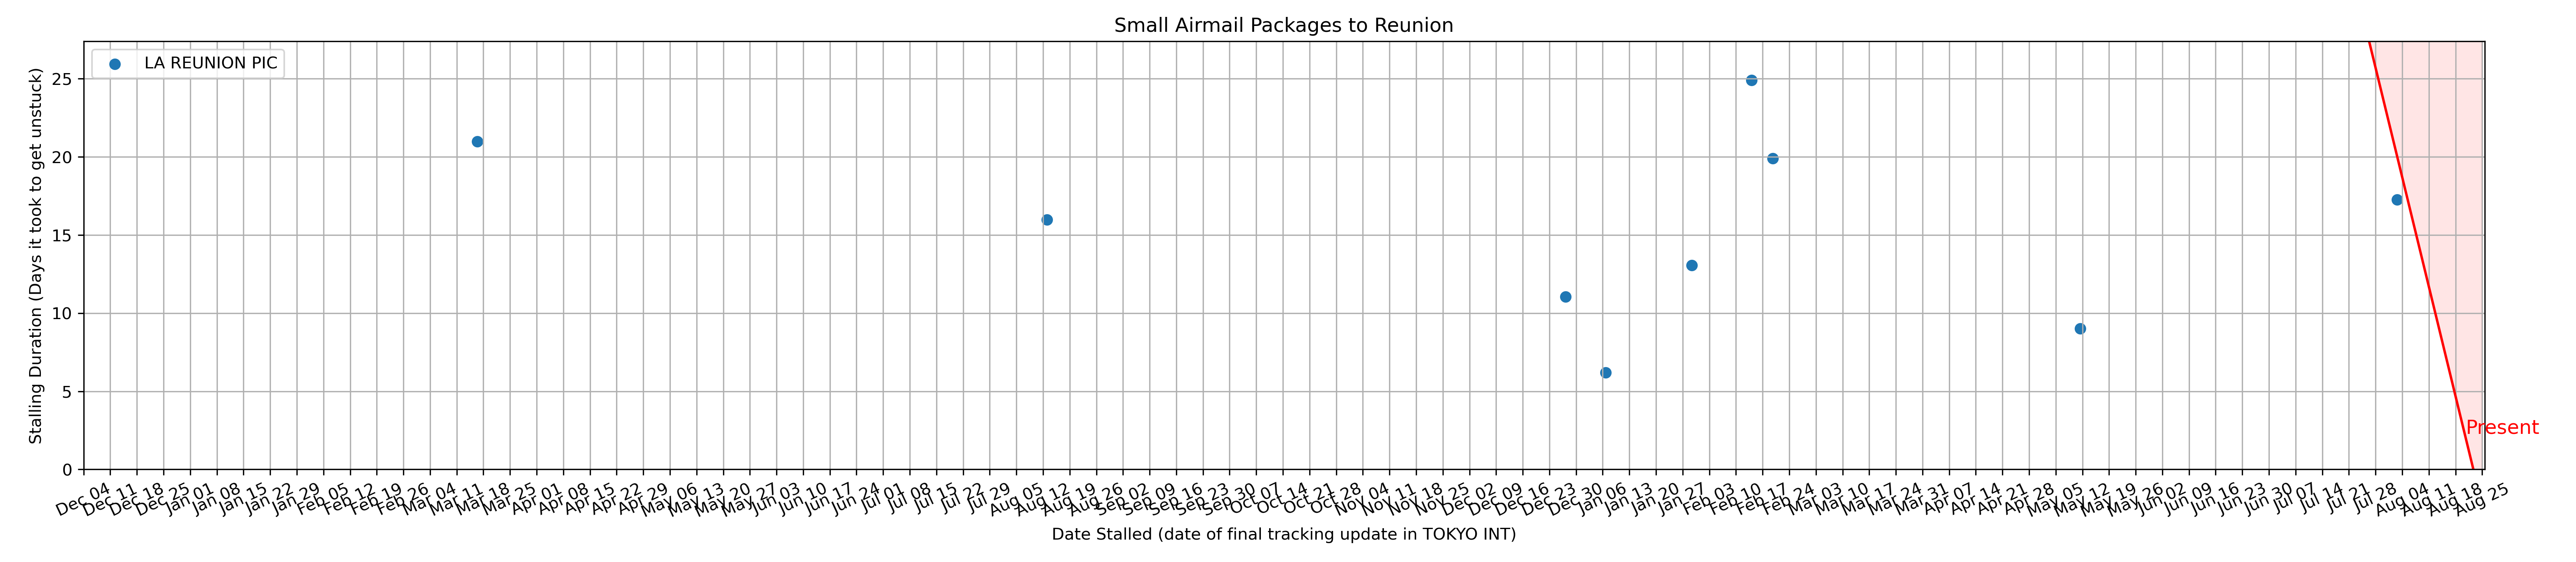 Small Airmail Packages to Reunion
LA REUNION PIC
Stalling Duration (Days it took to get unstuck)
25
20
15
10
5
0
Present
Dec 04 Dec 11 Dec 18 Dec 25 Jan 01 Jan 08 Jan 15 Jan 22 Jan 29 Feb 05 Feb 12 Feb 19 Feb 26 Mar 04 Mar 11 Mar 18 Mar 25 Apr 01 Apr 08 Apr 15 Apr 22 Apr 29 May 06 May 13 May 20 May 27 Jun 03 Jun 10 Jun 17 Jun 24 Jul 01 Jul 08 Jul 15 Jul 22 Jul 29 Aug 05 Aug 12 Aug 19 Aug 26 Sep 02 Sep 09 Sep 16 Sep 23 Sep 30 Oct 07 Oct 14 Oct 21 Oct 28 Nov 04 Nov 11 Nov 18 Nov 25 Dec 02 Dec 09 Dec 16 Dec 23 Dec 30 Jan 06 Jan 13 Jan 20 Jan 27 Feb 03 Feb 10 Feb 17 Feb 24 Mar 03 Mar 10 Mar 17 Mar 24 Mar 31 Apr 07 Apr 14 Apr 21 Apr 28 May 05 May 12 May 19 May 26 Jun 02 Jun 09 Jun 16 Jun 23 Jun 30 Jul 07 Jul 14 Jul 21 Jul 28 Aug 04 Aug 11 Aug 18 Aug 25
Date Stalled (date of final tracking update in TOKYO INT)